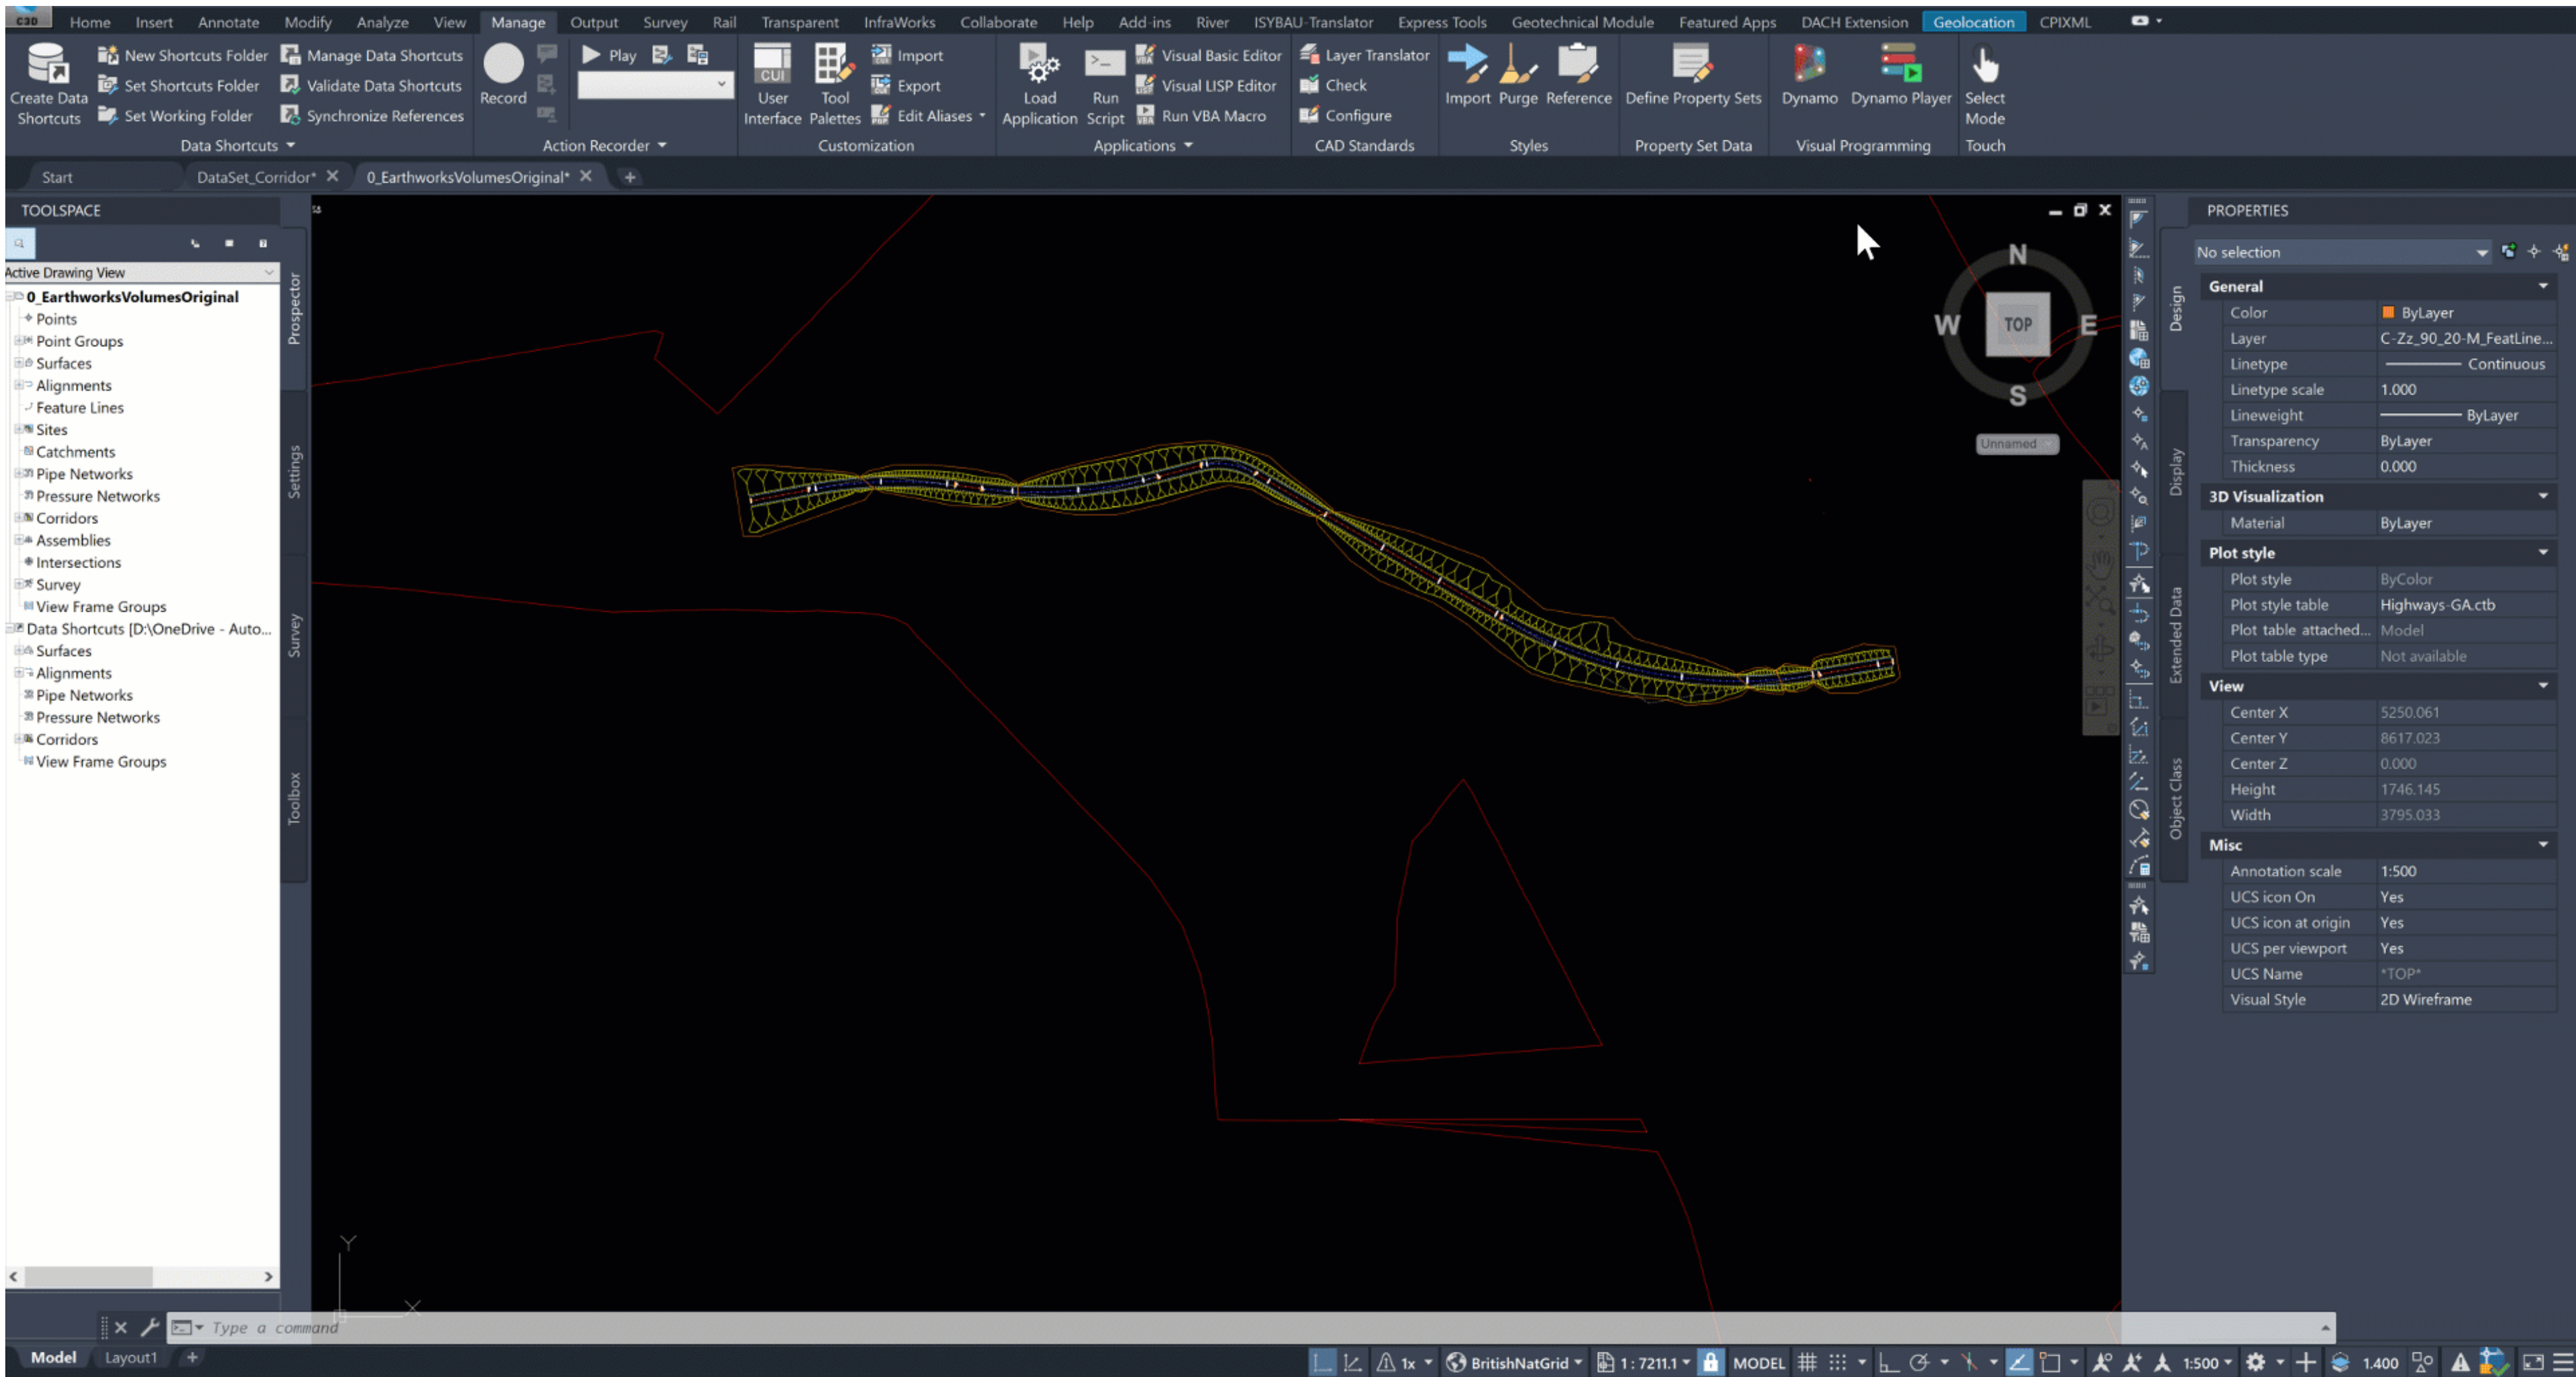 C3D
Home Insert Annotate Modify Analyze View Manage Output Survey Rail Transparent InfraWorks Collaborate Help Add-ins River ISYBAU-Translator Express Tools Geotechnical Module Featured Apps DACH Extension Geolocation CPIXML
New Shortcuts Folder Manage Data Shortcuts Play Import Visual Basic Editor Layer Translator
Set Shortcuts Folder Validate Data Shortcuts CUI Export Visual LISP Editor Check
Create Data Shortcuts Record User Interface Tool Palettes Load Application Run Script Import Purge Reference Define Property Sets Dynamo Dynamo Player Select Mode
Set Working Folder Synchronize References Edit Aliases Run VBA Macro Configure
Data Shortcuts Action Recorder Customization Applications CAD Standards Styles Property Set Data Visual Programming Touch
Start DataSet_Corridor* 0_EarthworksVolumesOriginal*
TOOLSPACE
Active Drawing View
0_EarthworksVolumesOriginal
Points
Point Groups
Surfaces
Alignments
Feature Lines
Sites
Catchments
Pipe Networks
Pressure Networks
Corridors
Assemblies
Intersections
Survey
View Frame Groups
Data Shortcuts [D:\OneDrive - Auto...
Surfaces
Alignments
Pipe Networks
Pressure Networks
Corridors
View Frame Groups
Prospector
Settings
Survey
Toolbox
N
W TOP E
S
Unnamed
Y
X
Design
Display
Extended Data
Object Class
PROPERTIES
No selection
General
Color ByLayer
Layer C-Zz_90_20-M_FeatLine...
Linetype Continuous
Linetype scale 1.000
Lineweight ByLayer
Transparency ByLayer
Thickness 0.000
3D Visualization
Material ByLayer
Plot style
Plot style ByColor
Plot style table Highways-GA.ctb
Plot table attached... Model
Plot table type Not available
View
Center X 5250.061
Center Y 8617.023
Center Z 0.000
Height 1746.145
Width 3795.033
Misc
Annotation scale 1:500
UCS icon On Yes
UCS icon at origin Yes
UCS per viewport Yes
UCS Name *TOP*
Visual Style 2D Wireframe
Type a command
Model Layout1
1x BritishNatGrid 1 : 7211.1 MODEL 1:500 1.400